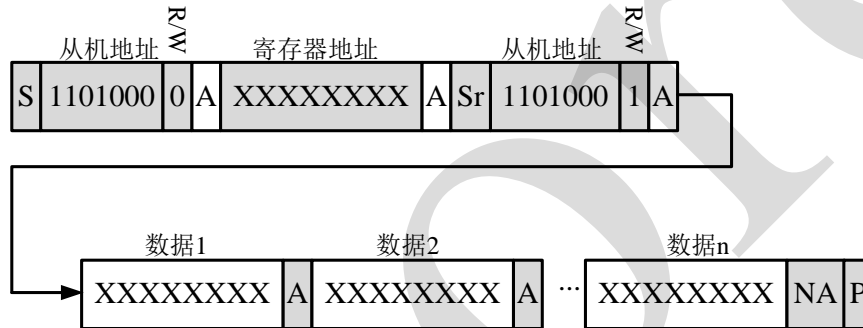 从机地址 R/W 寄存器地址 从机地址 R/W
S 1101000 0 A XXXXXXXX A Sr 1101000 1 A
数据1 数据2 数据n
XXXXXXXX A XXXXXXXX A ... XXXXXXXX NA P